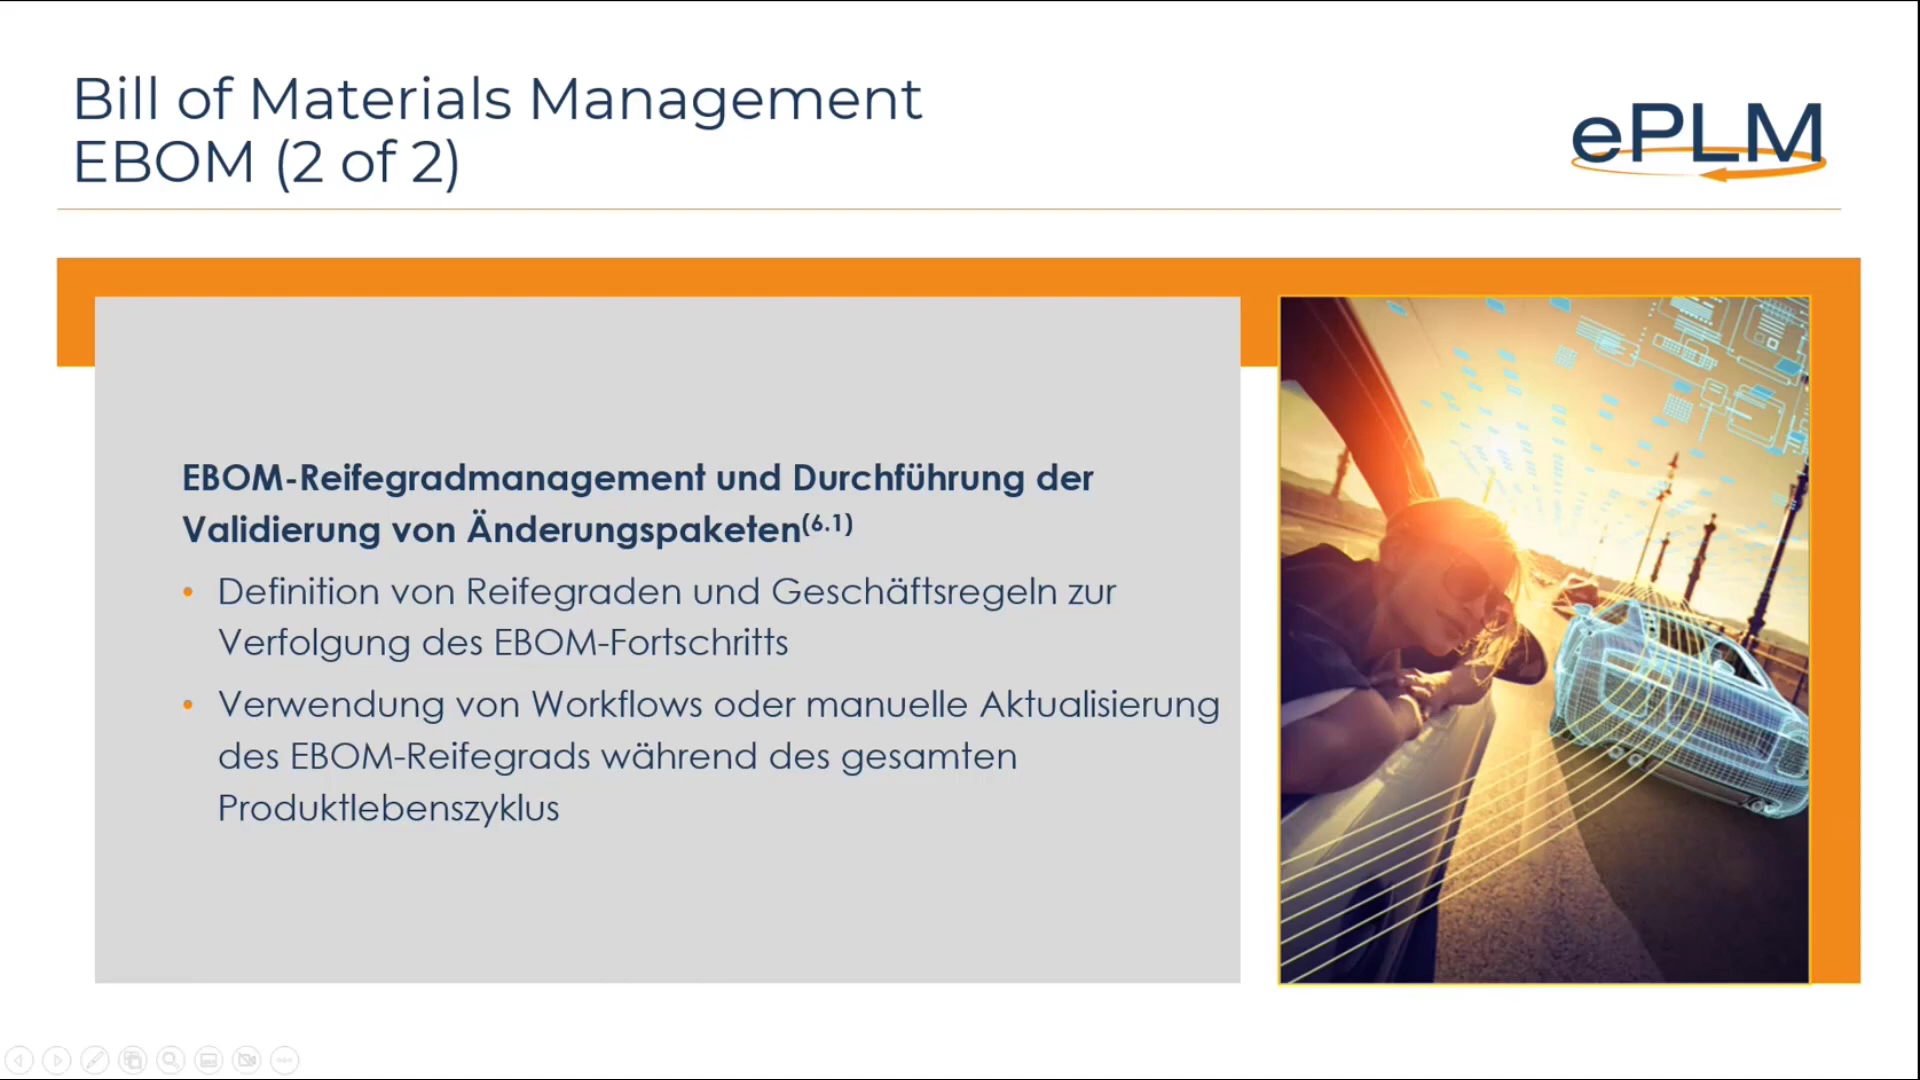 Bill of Materials Management
EBOM (2 of 2)
ePLM
EBOM-Reifegradmanagement und Durchführung der
Validierung von Änderungspaketen(6.1)
• Definition von Reifegraden und Geschäftsregeln zur
Verfolgung des EBOM-Fortschritts
• Verwendung von Workflows oder manuelle Aktualisierung
des EBOM-Reifegrads während des gesamten
Produktlebenszyklus